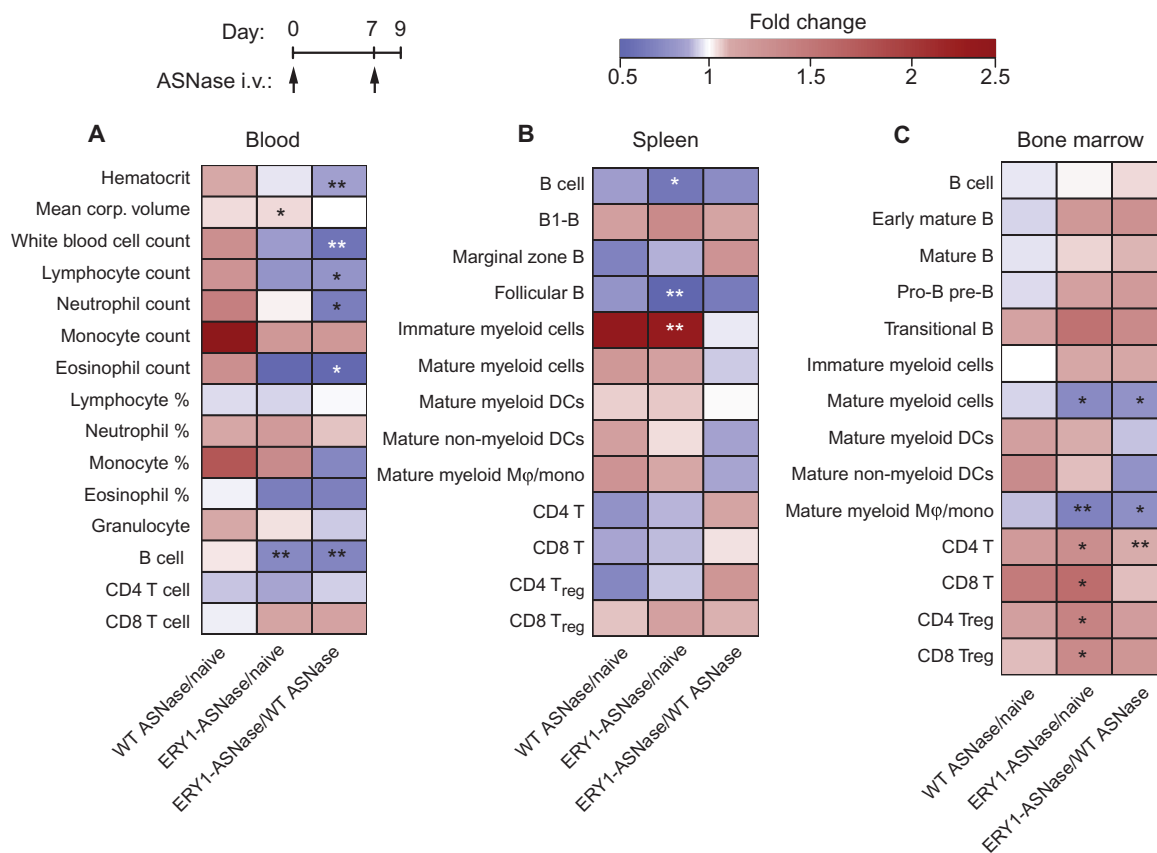 Day: 0 7 9
ASNase i.v.:
Fold change
0.5 1 1.5 2 2.5
A Blood
Hematocrit **
Mean corp. volume *
White blood cell count **
Lymphocyte count *
Neutrophil count *
Monocyte count
Eosinophil count *
Lymphocyte %
Neutrophil %
Monocyte %
Eosinophil %
Granulocyte
B cell ** **
CD4 T cell
CD8 T cell
WT ASNase/naive
ERY1-ASNase/naive
ERY1-ASNase/WT ASNase
B Spleen
B cell *
B1-B
Marginal zone B
Follicular B **
Immature myeloid cells **
Mature myeloid cells
Mature myeloid DCs
Mature non-myeloid DCs
Mature myeloid Mφ/mono
CD4 T
CD8 T
CD4 Treg
CD8 Treg
WT ASNase/naive
ERY1-ASNase/naive
ERY1-ASNase/WT ASNase
C Bone marrow
B cell
Early mature B
Mature B
Pro-B pre-B
Transitional B
Immature myeloid cells
Mature myeloid cells * *
Mature myeloid DCs
Mature non-myeloid DCs
Mature myeloid Mφ/mono ** *
CD4 T * **
CD8 T *
CD4 Treg *
CD8 Treg *
WT ASNase/naive
ERY1-ASNase/naive
ERY1-ASNase/WT ASNase